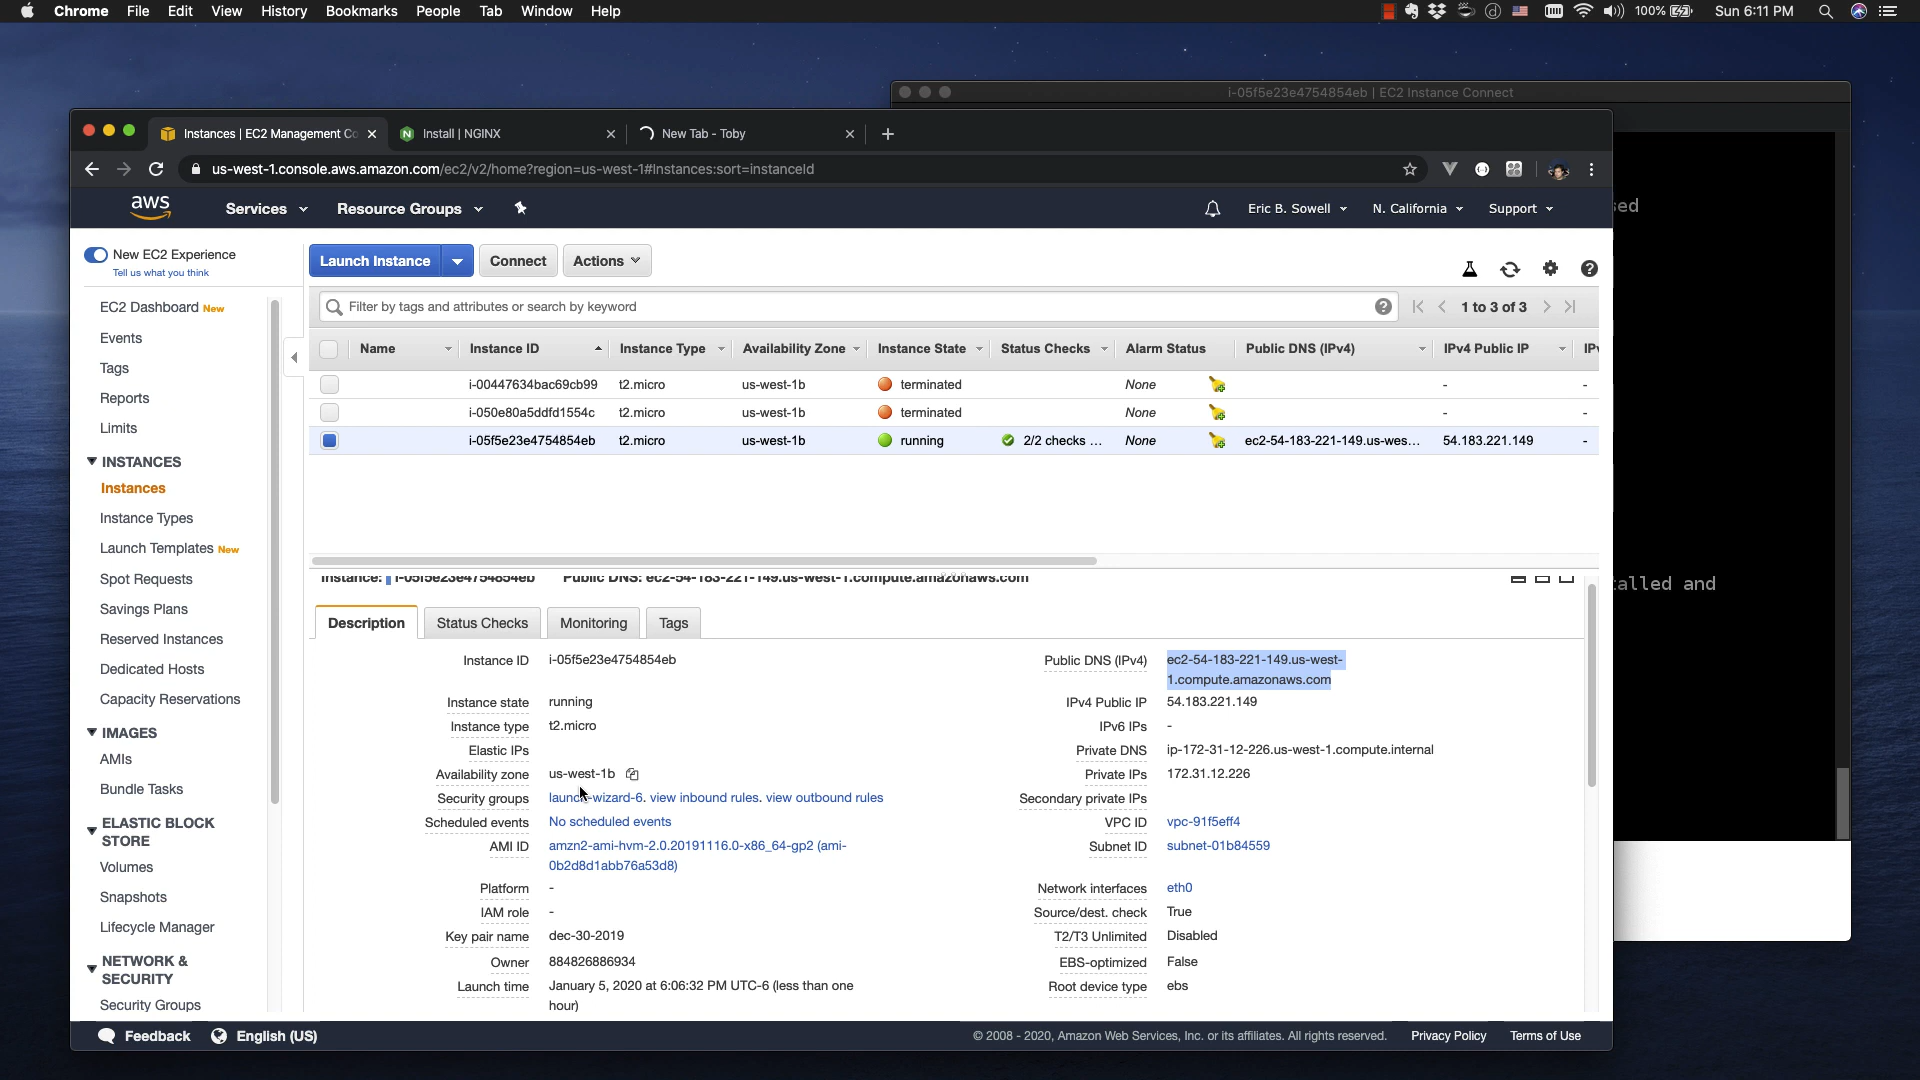 Chrome File Edit View History Bookmarks People Tab Window Help 100% Sun 6:11 PM
i-05f5e23e4754854eb | EC2 Instance Connect
Instances | EC2 Management Co Install | NGINX New Tab - Toby
us-west-1.console.aws.amazon.com/ec2/v2/home?region=us-west-1#Instances:sort=instanceId
aws Services Resource Groups Eric B. Sowell N. California Support
sed
New EC2 Experience
Tell us what you think
Launch Instance Connect Actions
EC2 Dashboard New
Events
Tags
Reports
Limits
INSTANCES
Instances
Instance Types
Launch Templates New
Spot Requests
Savings Plans
Reserved Instances
Dedicated Hosts
Capacity Reservations
IMAGES
AMIs
Bundle Tasks
ELASTIC BLOCK
STORE
Volumes
Snapshots
Lifecycle Manager
NETWORK &
SECURITY
Security Groups
Filter by tags and attributes or search by keyword 1 to 3 of 3
Name Instance ID Instance Type Availability Zone Instance State Status Checks Alarm Status Public DNS (IPv4) IPv4 Public IP IPv
i-00447634bac69cb99 t2.micro us-west-1b terminated None - -
i-050e80a5ddfd1554c t2.micro us-west-1b terminated None - -
i-05f5e23e4754854eb t2.micro us-west-1b running 2/2 checks ... None ec2-54-183-221-149.us-wes... 54.183.221.149 -
Instance: i-05f5e23e4754854eb Public DNS: ec2-54-183-221-149.us-west-1.compute.amazonaws.com
alled and
Description Status Checks Monitoring Tags
Instance ID i-05f5e23e4754854eb
Instance state running
Instance type t2.micro
Elastic IPs
Availability zone us-west-1b
Security groups launch-wizard-6. view inbound rules. view outbound rules
Scheduled events No scheduled events
AMI ID amzn2-ami-hvm-2.0.20191116.0-x86_64-gp2 (ami-
0b2d8d1abb76a53d8)
Platform -
IAM role -
Key pair name dec-30-2019
Owner 884826886934
Launch time January 5, 2020 at 6:06:32 PM UTC-6 (less than one
hour)
Public DNS (IPv4) ec2-54-183-221-149.us-west-
1.compute.amazonaws.com
IPv4 Public IP 54.183.221.149
IPv6 IPs -
Private DNS ip-172-31-12-226.us-west-1.compute.internal
Private IPs 172.31.12.226
Secondary private IPs
VPC ID vpc-91f5eff4
Subnet ID subnet-01b84559
Network interfaces eth0
Source/dest. check True
T2/T3 Unlimited Disabled
EBS-optimized False
Root device type ebs
Feedback English (US) © 2008 - 2020, Amazon Web Services, Inc. or its affiliates. All rights reserved. Privacy Policy Terms of Use